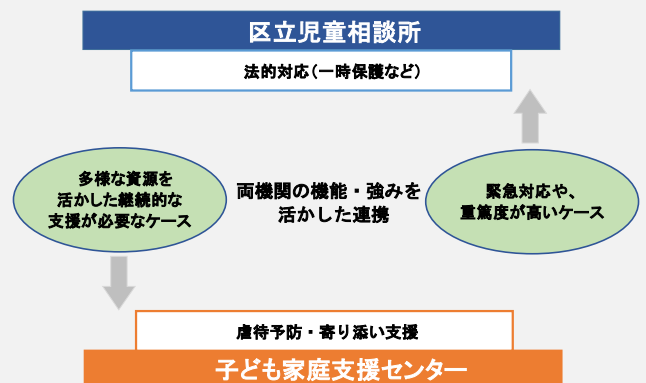 区立児童相談所
法的対応（一時保護など）
多様な資源を
活かした継続的な
支援が必要なケース
両機関の機能・強みを
活かした連携
緊急対応や、
重篤度が高いケース
虐待予防・寄り添い支援
子ども家庭支援センター